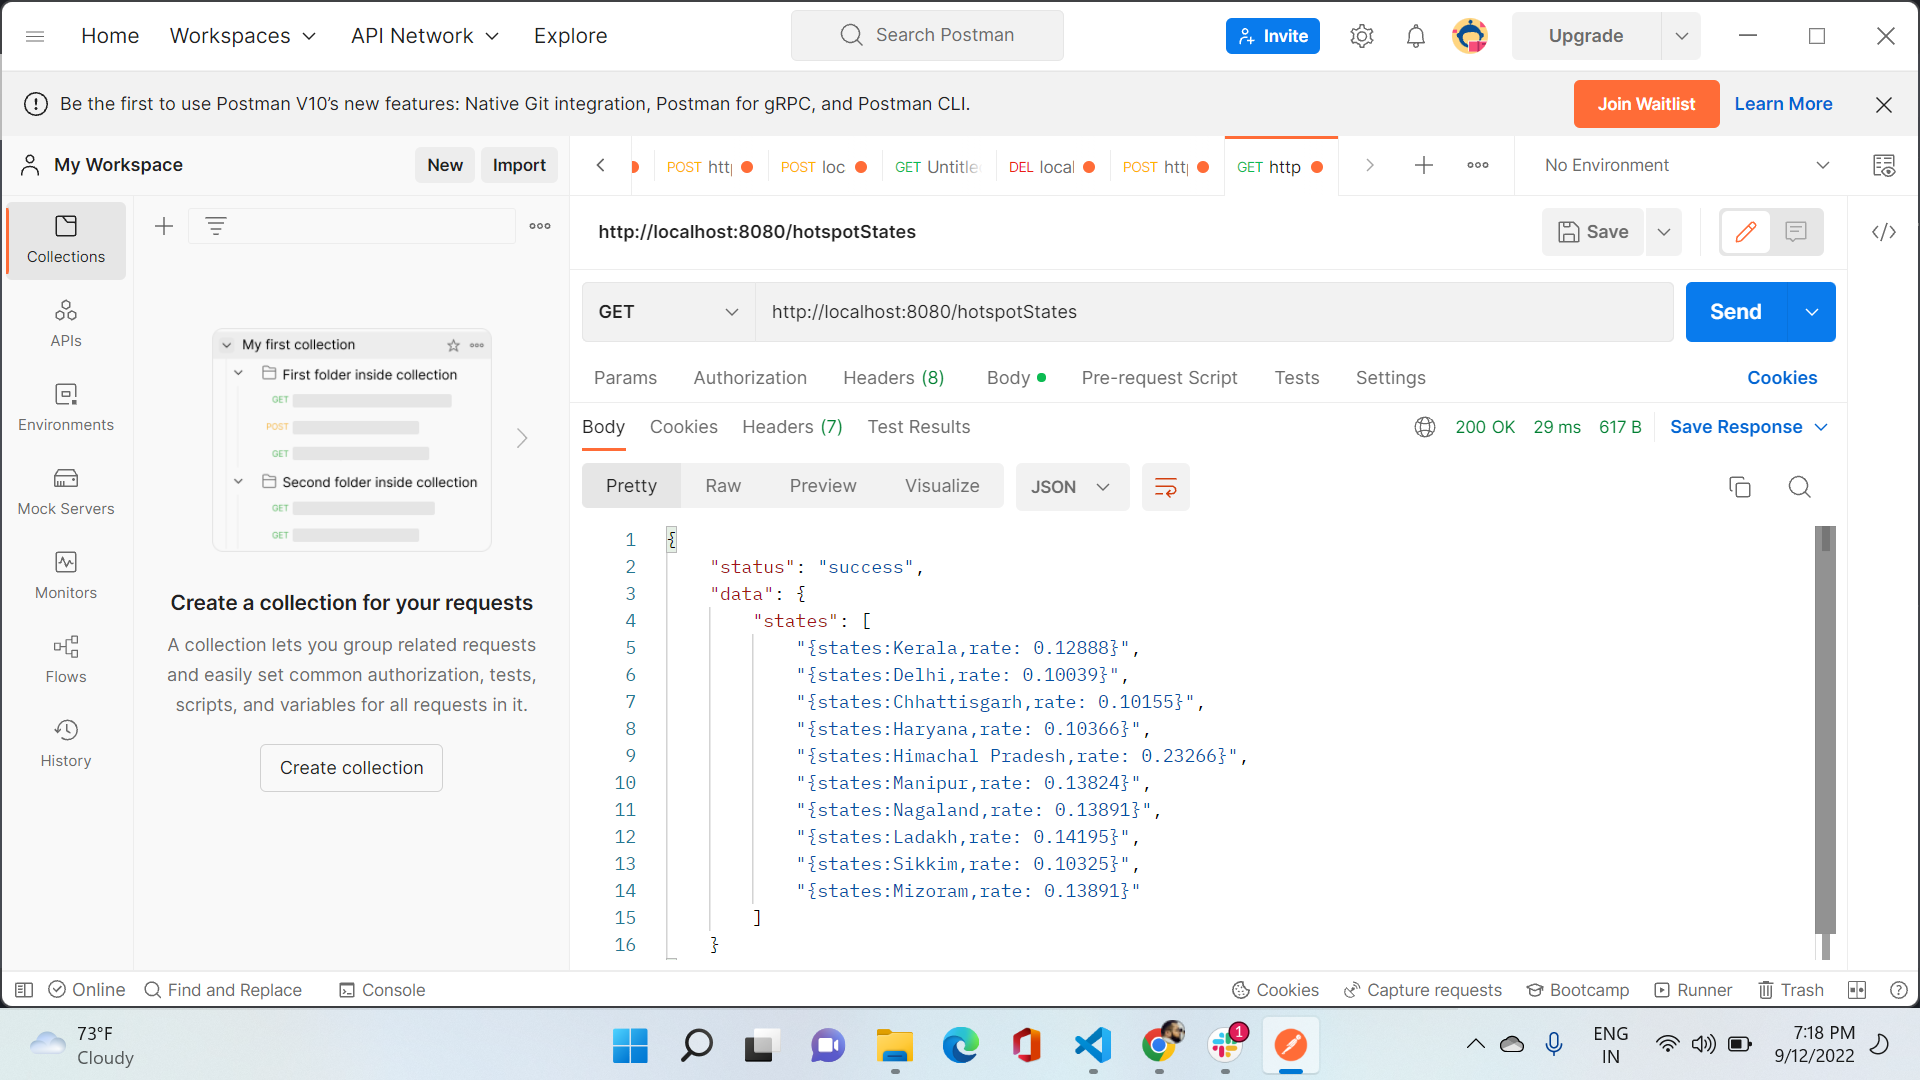 Home Workspaces API Network Explore Search Postman Invite Upgrade
Be the first to use Postman V10’s new features: Native Git integration, Postman for gRPC, and Postman CLI. Join Waitlist Learn More
My Workspace New Import
POST http POST loc GET Untitle DEL local POST http GET http No Environment
Collections
APIs
Environments
Mock Servers
Monitors
Flows
History
My first collection
First folder inside collection
GET
POST
GET
Second folder inside collection
GET
GET
Create a collection for your requests
A collection lets you group related requests
and easily set common authorization, tests,
scripts, and variables for all requests in it.
Create collection
http://localhost:8080/hotspotStates Save
GET http://localhost:8080/hotspotStates Send
Params Authorization Headers (8) Body Pre-request Script Tests Settings Cookies
Body Cookies Headers (7) Test Results 200 OK 29 ms 617 B Save Response
Pretty Raw Preview Visualize JSON
1 {
2 "status": "success",
3 "data": {
4 "states": [
5 "{states:Kerala,rate: 0.12888}",
6 "{states:Delhi,rate: 0.10039}",
7 "{states:Chhattisgarh,rate: 0.10155}",
8 "{states:Haryana,rate: 0.10366}",
9 "{states:Himachal Pradesh,rate: 0.23266}",
10 "{states:Manipur,rate: 0.13824}",
11 "{states:Nagaland,rate: 0.13891}",
12 "{states:Ladakh,rate: 0.14195}",
13 "{states:Sikkim,rate: 0.10325}",
14 "{states:Mizoram,rate: 0.13891}"
15 ]
16 }
Online Find and Replace Console Cookies Capture requests Bootcamp Runner Trash
73°F
Cloudy
1
ENG
IN
7:18 PM
9/12/2022